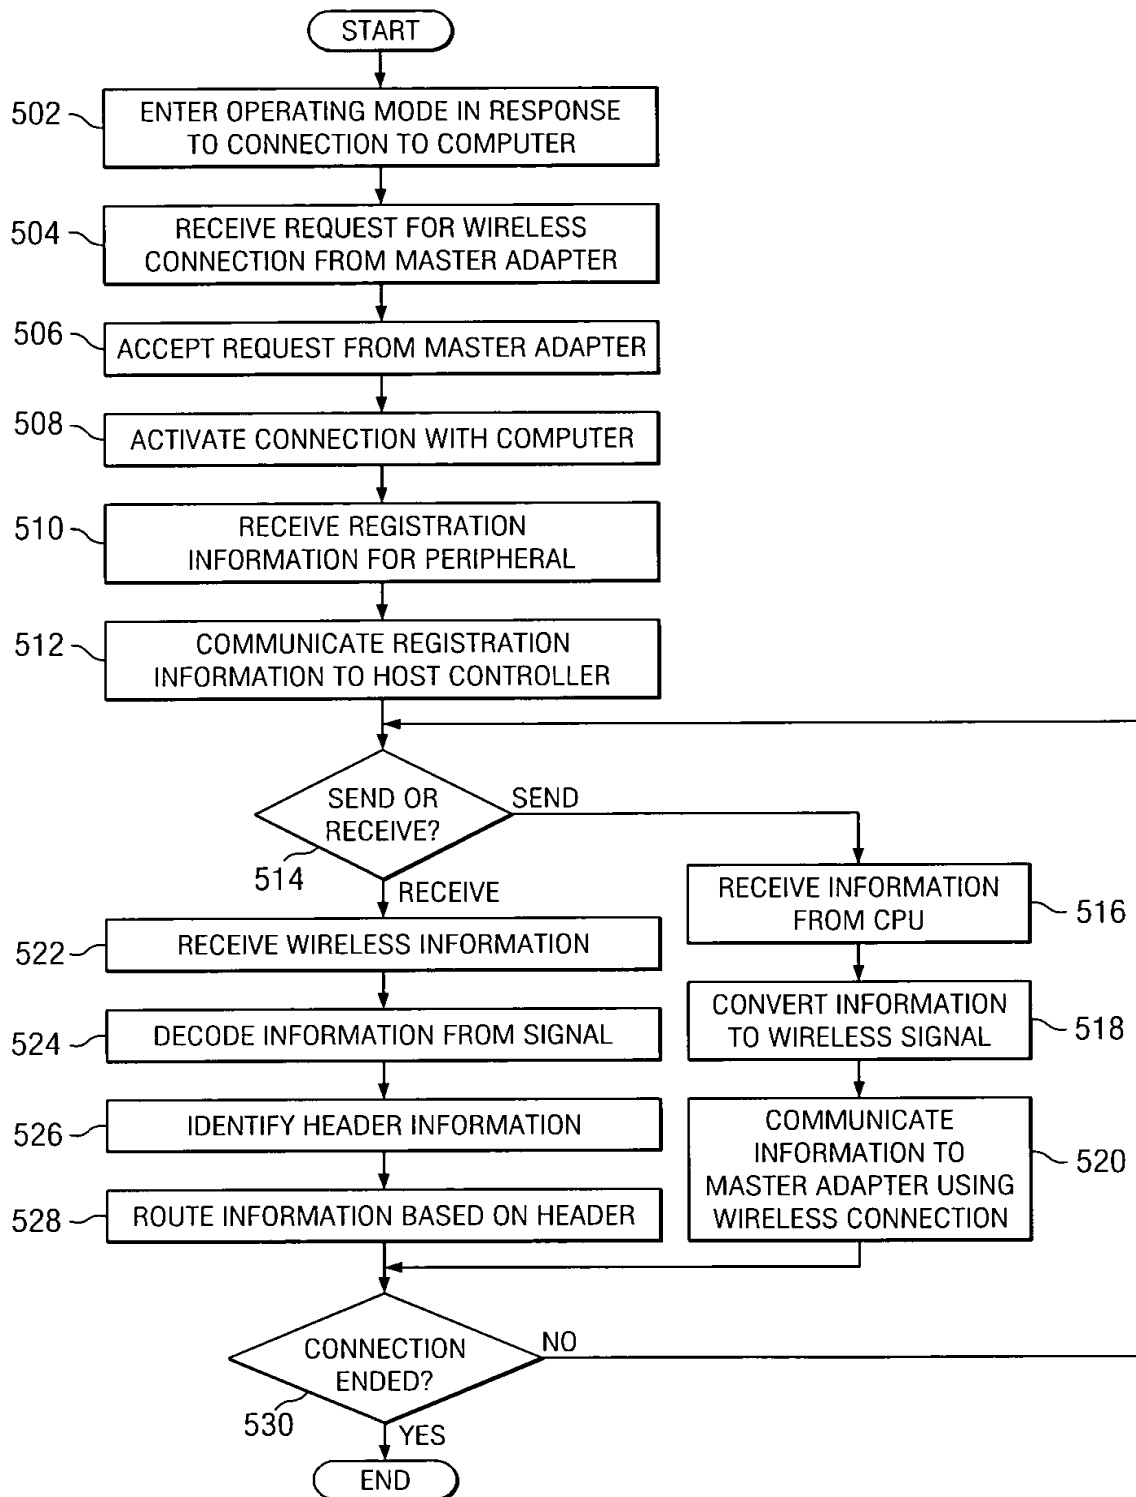 START
502
ENTER OPERATING MODE IN RESPONSE
TO CONNECTION TO COMPUTER
504
RECEIVE REQUEST FOR WIRELESS
CONNECTION FROM MASTER ADAPTER
506
ACCEPT REQUEST FROM MASTER ADAPTER
508
ACTIVATE CONNECTION WITH COMPUTER
510
RECEIVE REGISTRATION
INFORMATION FOR PERIPHERAL
512
COMMUNICATE REGISTRATION
INFORMATION TO HOST CONTROLLER
SEND OR
RECEIVE?
514
SEND
RECEIVE
RECEIVE INFORMATION
FROM CPU
516
CONVERT INFORMATION
TO WIRELESS SIGNAL
518
COMMUNICATE
INFORMATION TO
MASTER ADAPTER USING
WIRELESS CONNECTION
520
522
RECEIVE WIRELESS INFORMATION
524
DECODE INFORMATION FROM SIGNAL
526
IDENTIFY HEADER INFORMATION
528
ROUTE INFORMATION BASED ON HEADER
CONNECTION
ENDED?
530
NO
YES
END